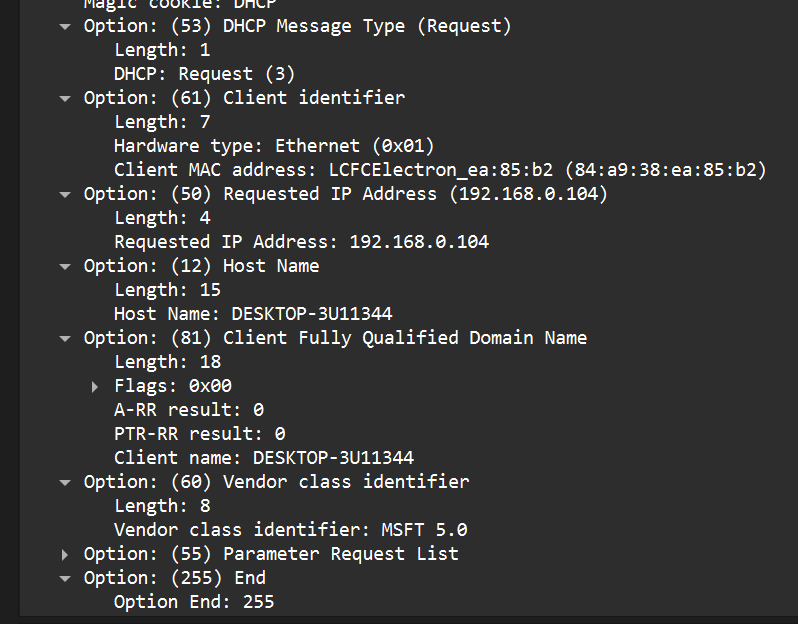 Magic cookie: DHCP
Option: (53) DHCP Message Type (Request)
Length: 1
DHCP: Request (3)
Option: (61) Client identifier
Length: 7
Hardware type: Ethernet (0x01)
Client MAC address: LCFCElectron_ea:85:b2 (84:a9:38:ea:85:b2)
Option: (50) Requested IP Address (192.168.0.104)
Length: 4
Requested IP Address: 192.168.0.104
Option: (12) Host Name
Length: 15
Host Name: DESKTOP-3U11344
Option: (81) Client Fully Qualified Domain Name
Length: 18
Flags: 0x00
A-RR result: 0
PTR-RR result: 0
Client name: DESKTOP-3U11344
Option: (60) Vendor class identifier
Length: 8
Vendor class identifier: MSFT 5.0
Option: (55) Parameter Request List
Option: (255) End
Option End: 255